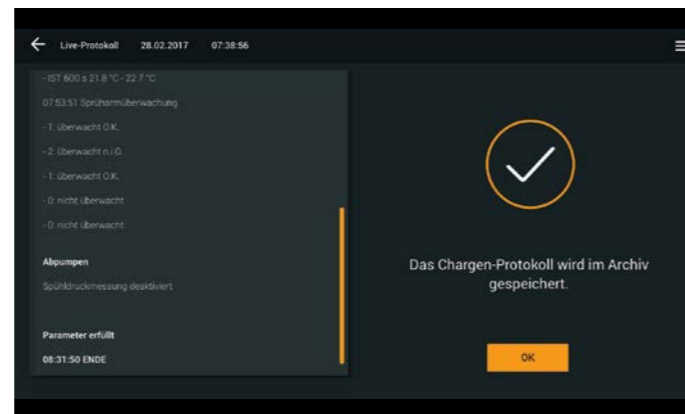 Live-Protokoll 28.02.2017 07:38:56
- IST 600 s 21.8 °C - 22.7 °C
07:53:51 Sprüharmüberwachung
- 1: überwacht O.K.
- 2: überwacht n.i.O.
- 1: überwacht O.K.
- 0: nicht überwacht
- 0: nicht überwacht
Abpumpen
Spühldruckmessung deaktiviert
Parameter erfüllt
08:31:50 ENDE
Das Chargen-Protokoll wird im Archiv
gespeichert.
OK